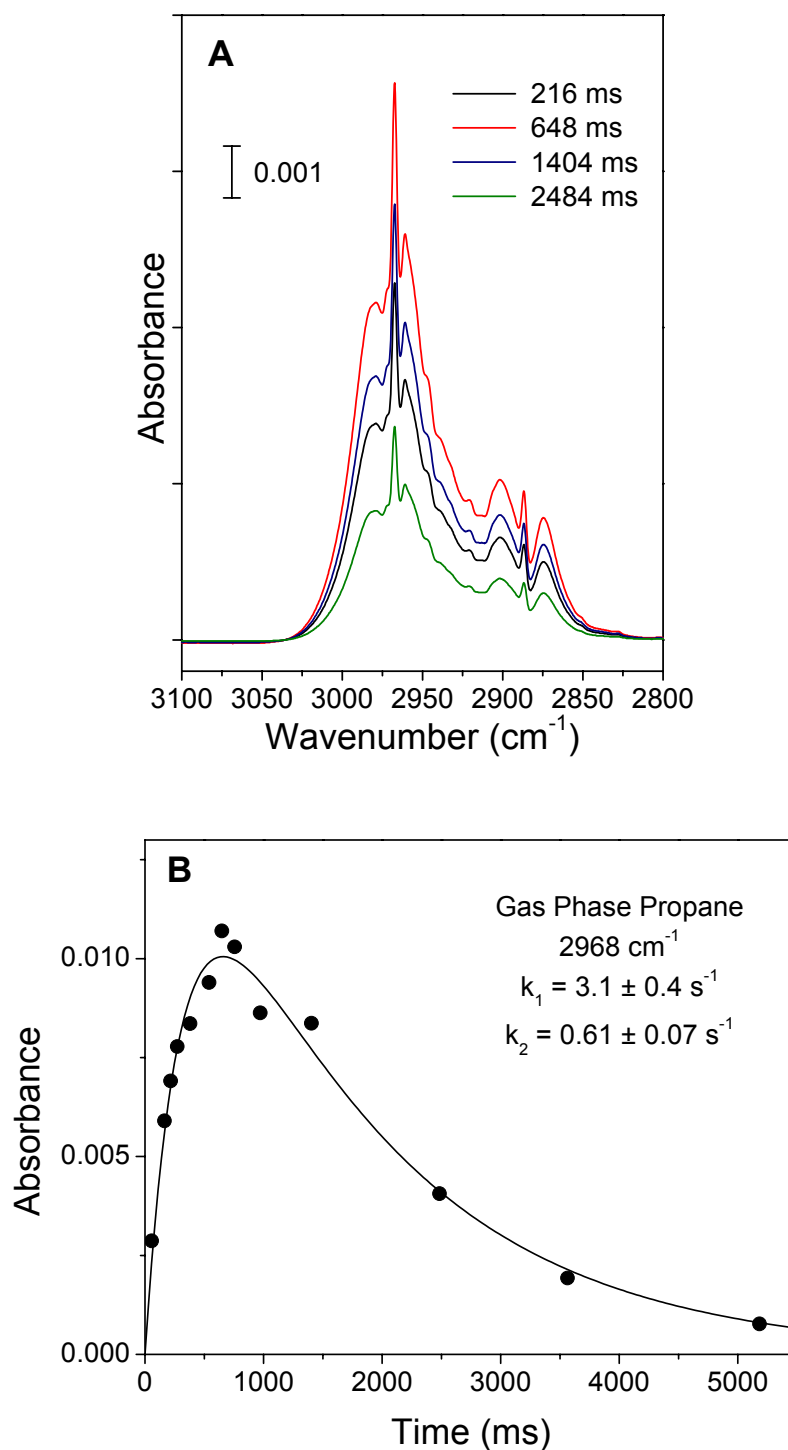 A
216 ms
648 ms
0.001
1404 ms
2484 ms
Absorbance
3100 3050 3000 2950 2900 2850 2800
Wavenumber (cm⁻¹)
B
Gas Phase Propane
2968 cm⁻¹
k₁ = 3.1 ± 0.4 s⁻¹
k₂ = 0.61 ± 0.07 s⁻¹
0.010
0.005
0.000
Absorbance
0 1000 2000 3000 4000 5000
Time (ms)